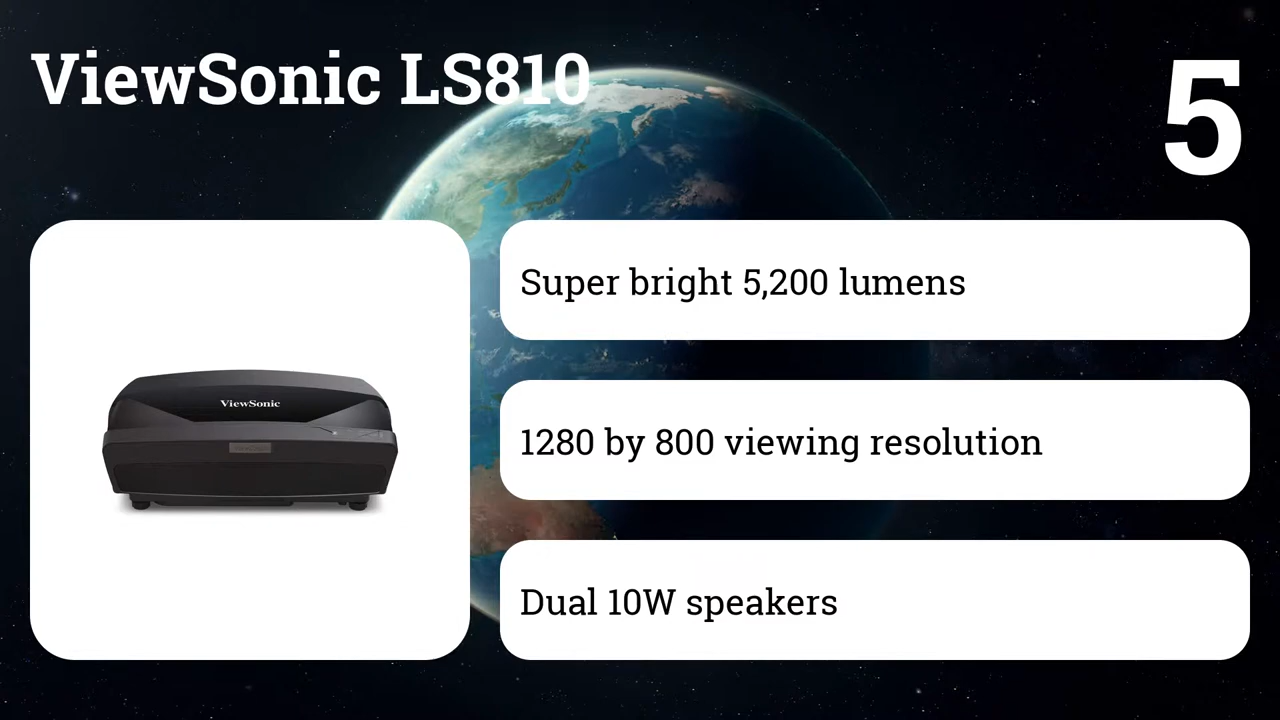 ViewSonic LS810
5
ViewSonic
Super bright 5,200 lumens
1280 by 800 viewing resolution
Dual 10W speakers